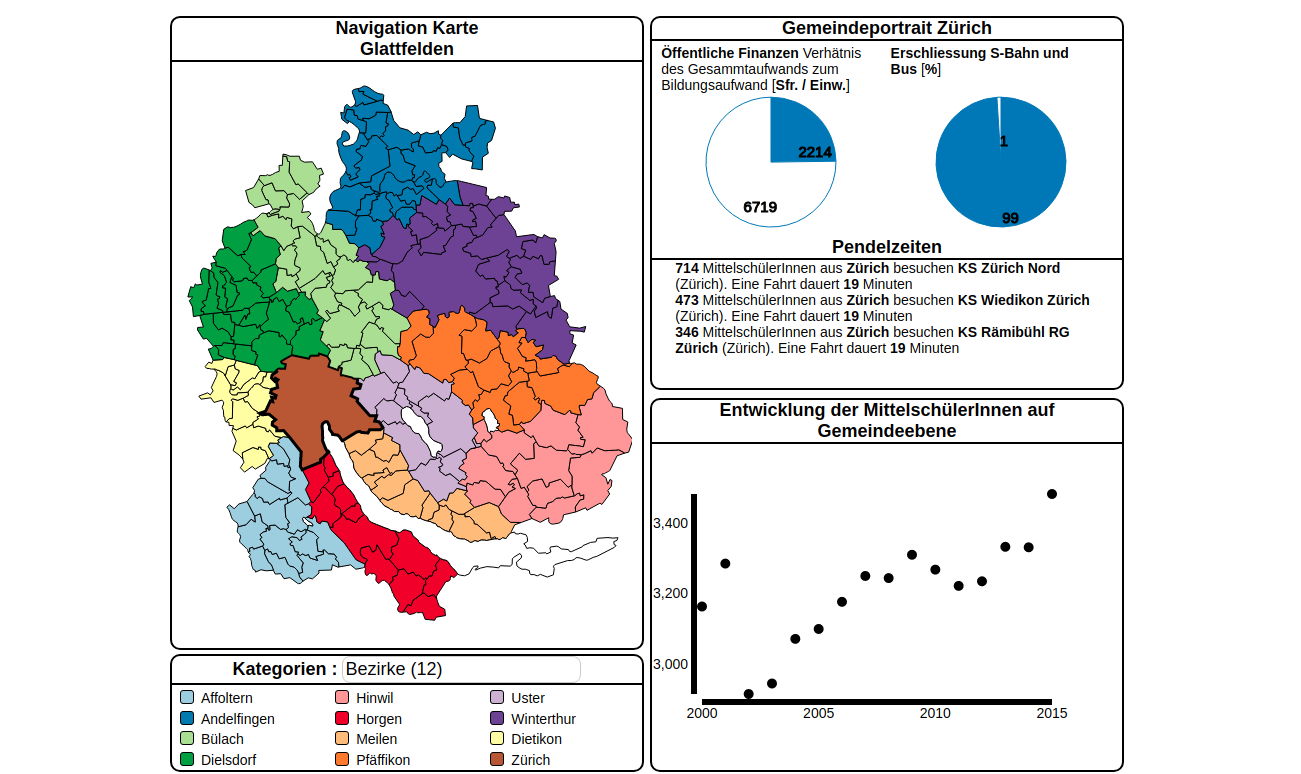 Navigation Karte
Glattfelden
Kategorien : Bezirke (12)
Affoltern
Andelfingen
Bülach
Dielsdorf
Hinwil
Horgen
Meilen
Pfäffikon
Uster
Winterthur
Dietikon
Zürich
Gemeindeportrait Zürich
Öffentliche Finanzen Verhätnis
des Gesammtaufwands zum
Bildungsaufwand [Sfr. / Einw.]
2214
6719
Erschliessung S-Bahn und
Bus [%]
1
99
Pendelzeiten
714 MittelschülerInnen aus Zürich besuchen KS Zürich Nord
(Zürich). Eine Fahrt dauert 19 Minuten
473 MittelschülerInnen aus Zürich besuchen KS Wiedikon Zürich
(Zürich). Eine Fahrt dauert 19 Minuten
346 MittelschülerInnen aus Zürich besuchen KS Rämibühl RG
Zürich (Zürich). Eine Fahrt dauert 19 Minuten
Entwicklung der MittelschülerInnen auf
Gemeindeebene
3,400
3,200
3,000
2000 2005 2010 2015